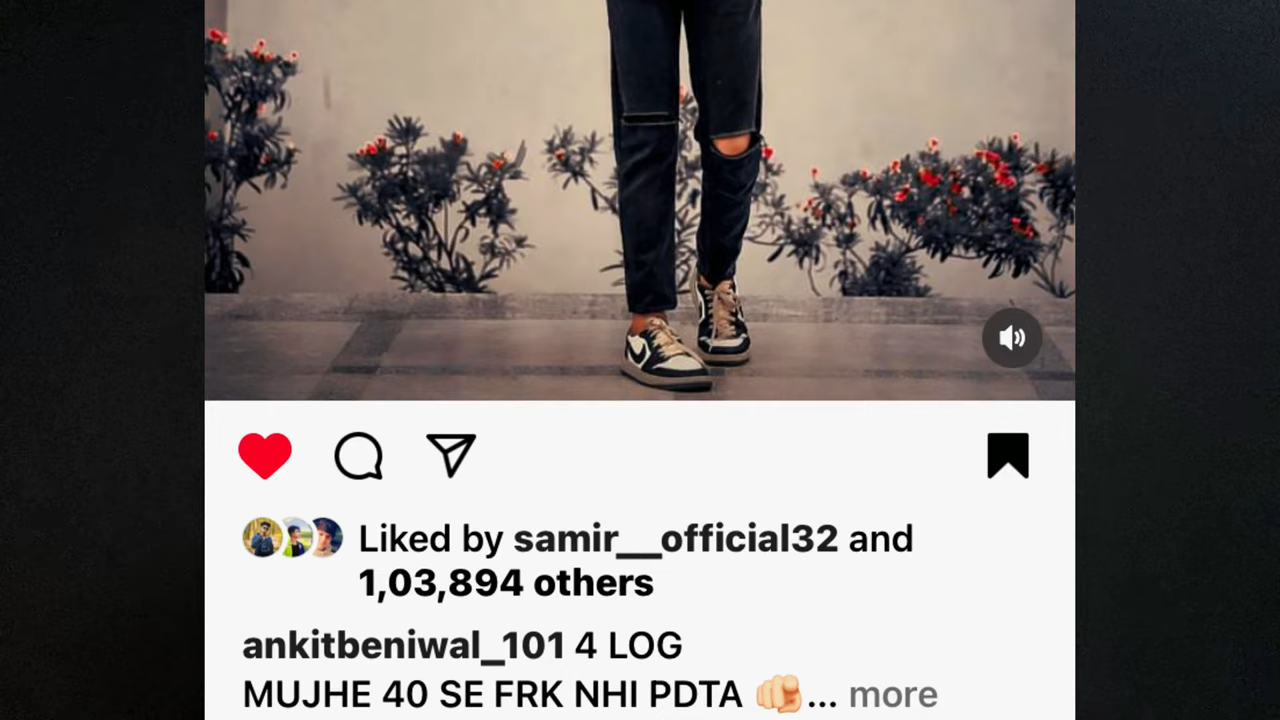 Liked by samir__official32 and
1,03,894 others
ankitbeniwal_101 4 LOG
MUJHE 40 SE FRK NHI PDTA 🫵🏻... more